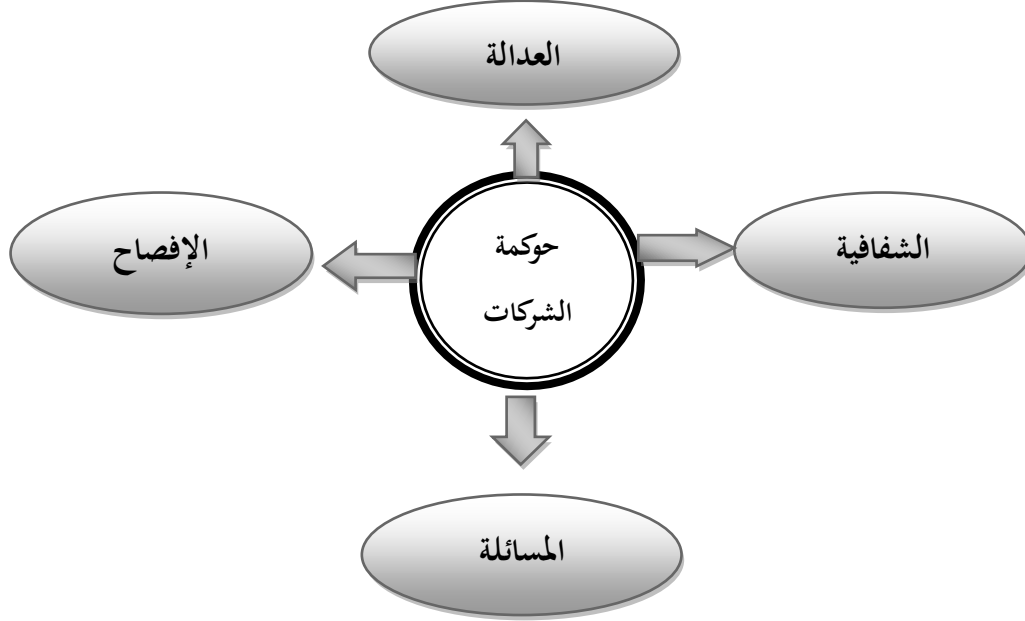 العدالة
الشفافية
حوكمة
الشركات
الإفصاح
المسائلة